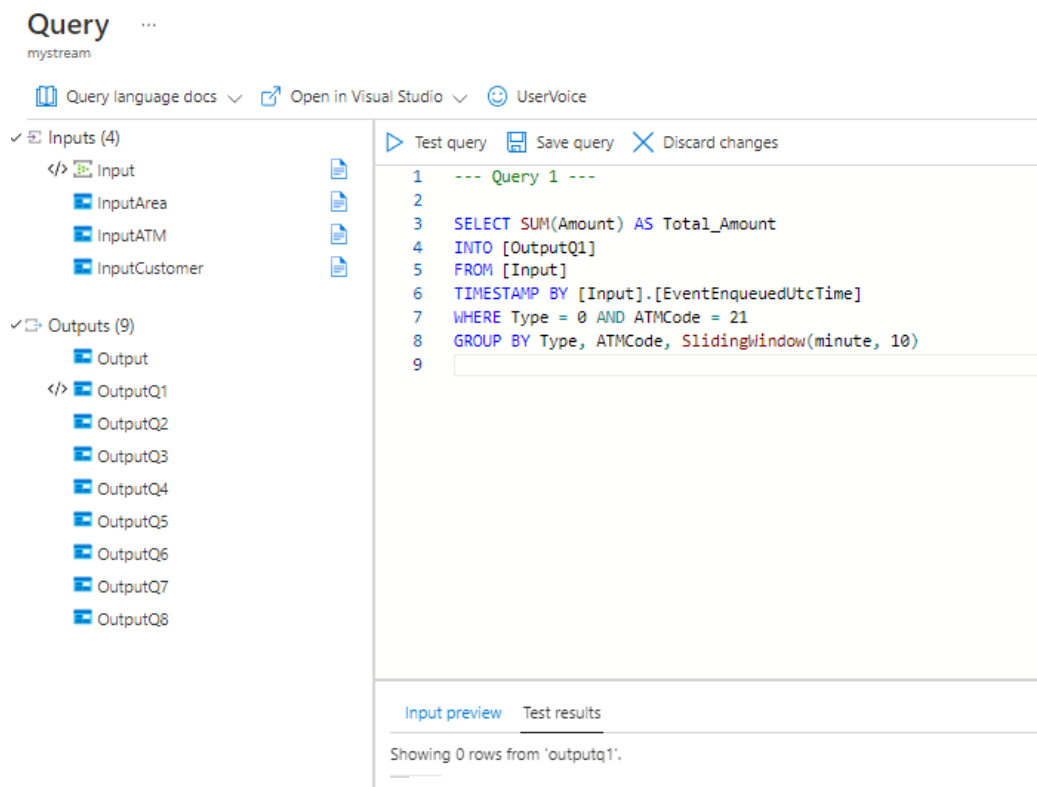 Query ...
mystream
Query language docs Open in Visual Studio UserVoice
Inputs (4)
</> Input
InputArea
InputATM
InputCustomer
Outputs (9)
Output
</> OutputQ1
OutputQ2
OutputQ3
OutputQ4
OutputQ5
OutputQ6
OutputQ7
OutputQ8
Test query Save query Discard changes
1 --- Query 1 ---
2
3 SELECT SUM(Amount) AS Total_Amount
4 INTO [OutputQ1]
5 FROM [Input]
6 TIMESTAMP BY [Input].[EventEnqueuedUtcTime]
7 WHERE Type = 0 AND ATMCode = 21
8 GROUP BY Type, ATMCode, SlidingWindow(minute, 10)
9
Input preview Test results
Showing 0 rows from 'outputq1'.